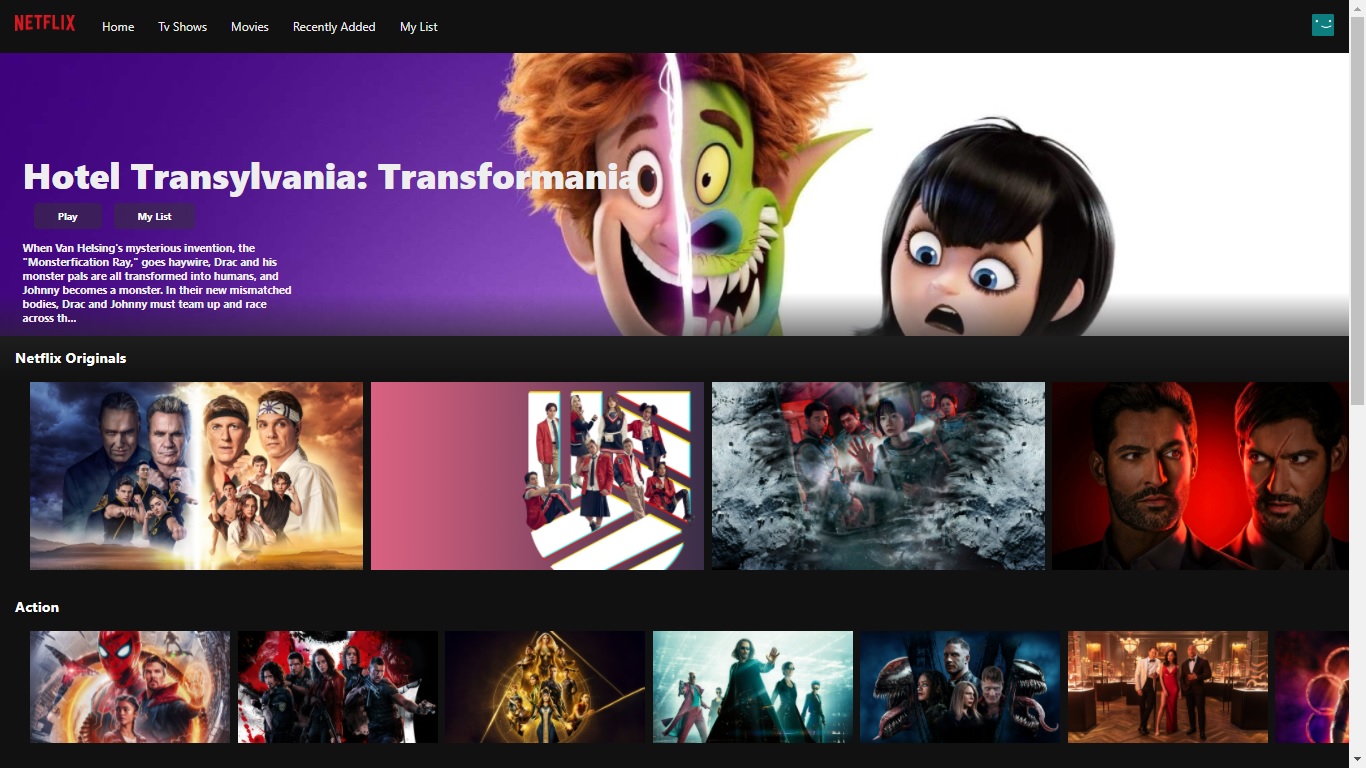 NETFLIX Home Tv Shows Movies Recently Added My List
Hotel Transylvania: Transformania
Play My List
When Van Helsing's mysterious invention, the
"Monsterfication Ray," goes haywire, Drac and his
monster pals are all transformed into humans, and
Johnny becomes a monster. In their new mismatched
bodies, Drac and Johnny must team up and race
across th...
Netflix Originals
Action